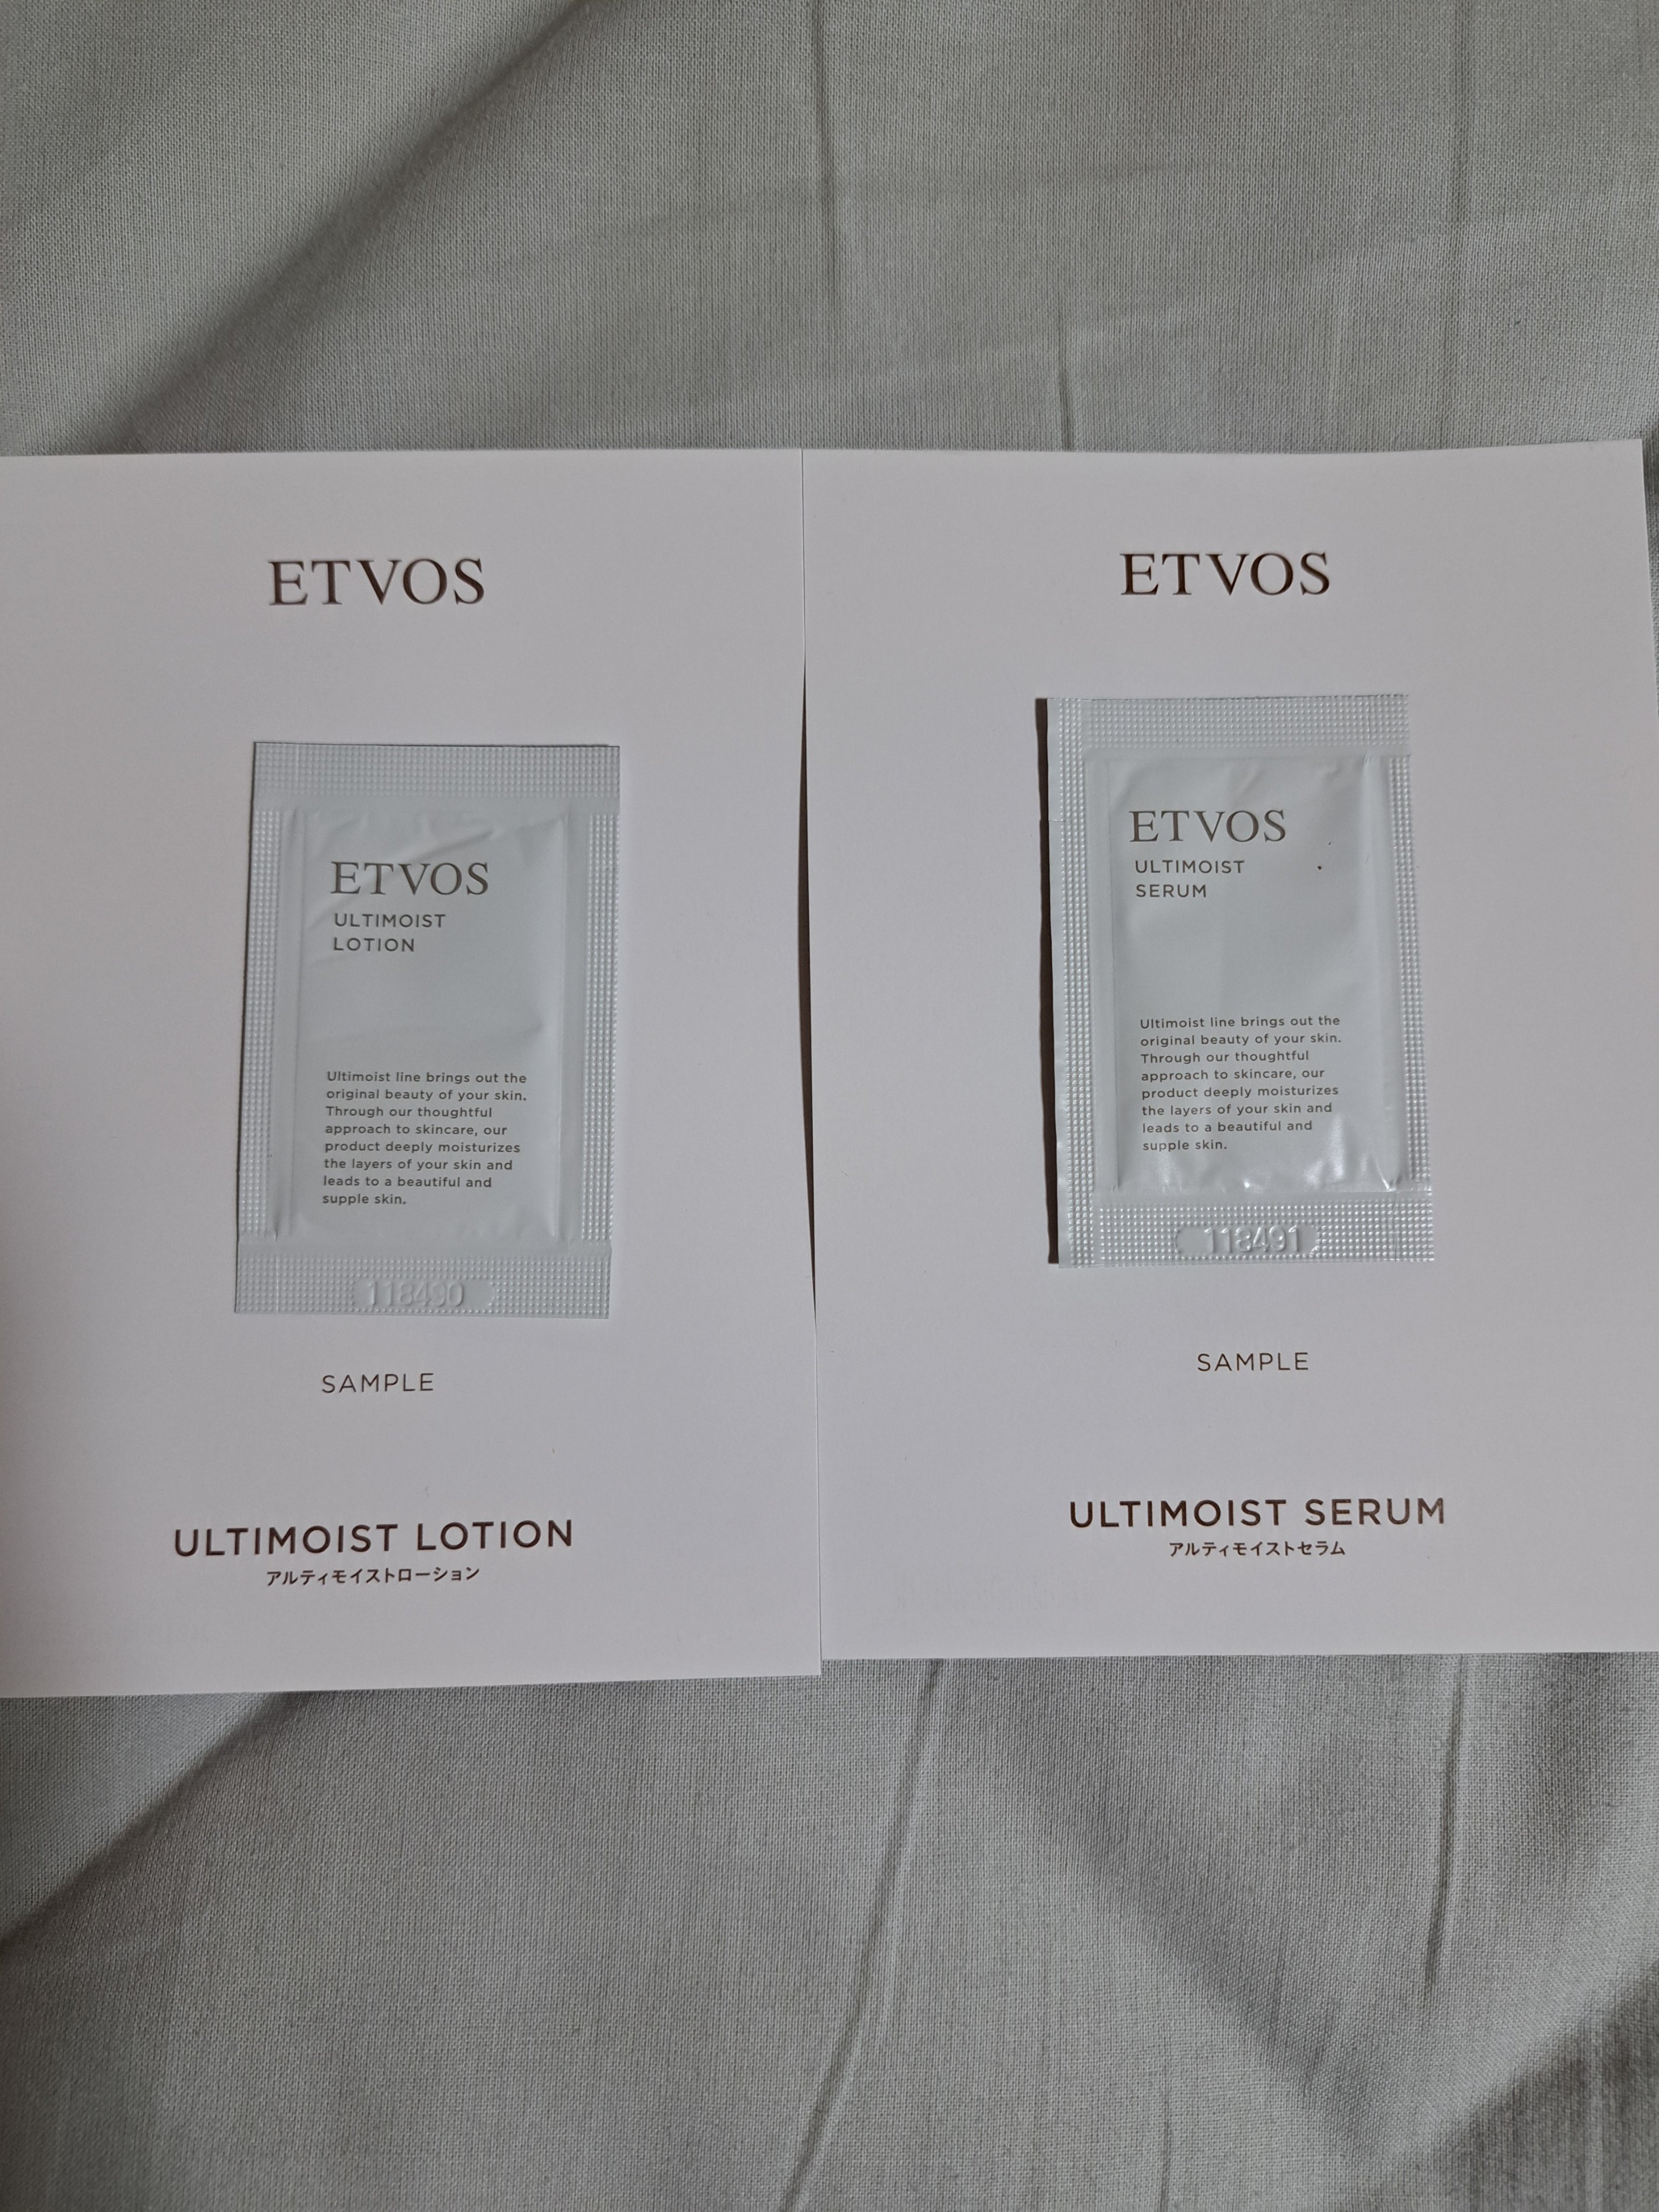 ETVOS
ETVOS
ULTIMOIST
LOTION
Ultimoist line brings out the
original beauty of your skin.
Through our thoughtful
approach to skincare, our
product deeply moisturizes
the layers of your skin and
leads to a beautiful and
supple skin.
118490
SAMPLE
ULTIMOIST LOTION
アルティモイストローション
ETVOS
ETVOS
ULTIMOIST
SERUM
Ultimoist line brings out the
original beauty of your skin.
Through our thoughtful
approach to skincare, our
product deeply moisturizes
the layers of your skin and
leads to a beautiful and
supple skin.
118491
SAMPLE
ULTIMOIST SERUM
アルティモイストセラム